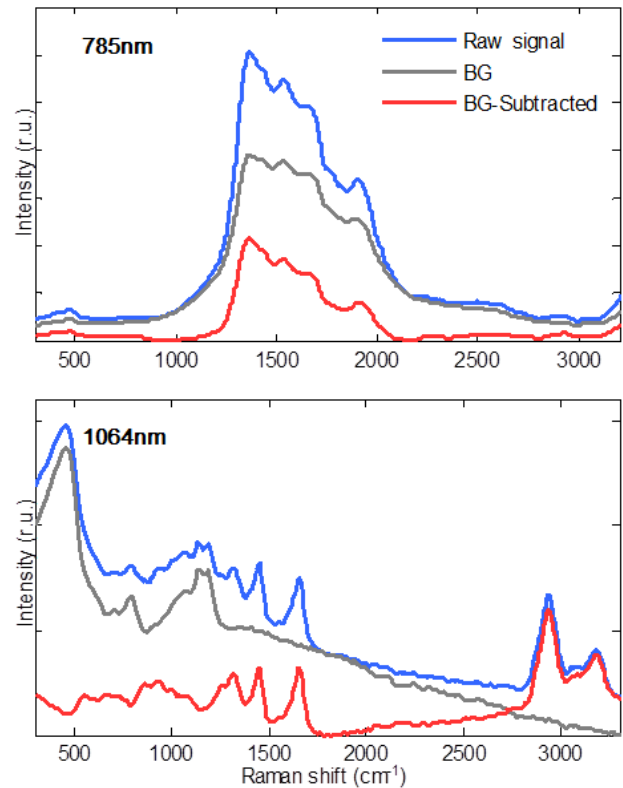 785nm
Raw signal
BG
BG-Subtracted
Intensity (r.u.)
500 1000 1500 2000 2500 3000
1064nm
Intensity (r.u.)
500 1000 1500 2000 2500 3000
Raman shift (cm⁻¹)